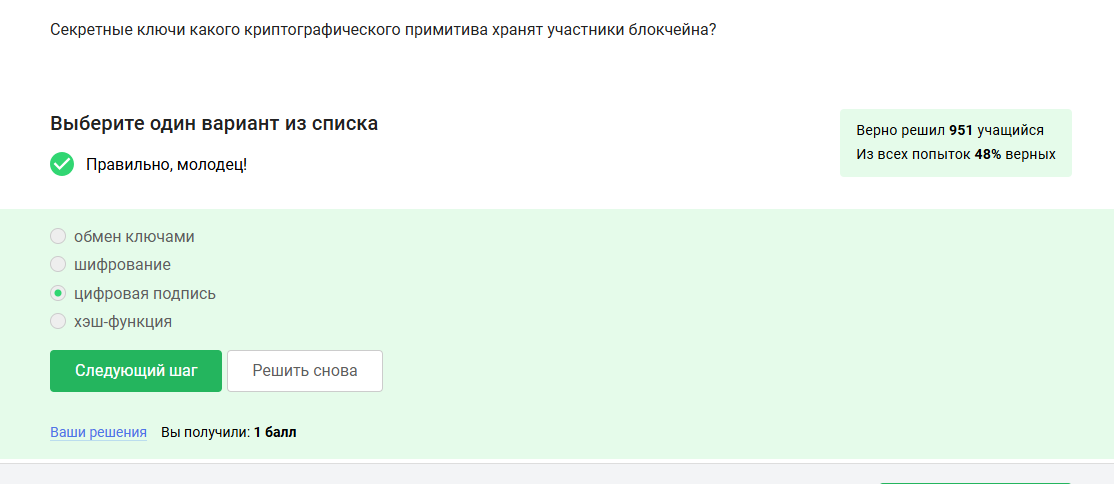 Секретные ключи какого криптографического примитива хранят участники блокчейна?
Выберите один вариант из списка
Правильно, молодец!
Верно решил 951 учащийся
Из всех попыток 48% верных
обмен ключами
шифрование
цифровая подпись
хэш-функция
Следующий шаг
Решить снова
Ваши решения
Вы получили: 1 балл